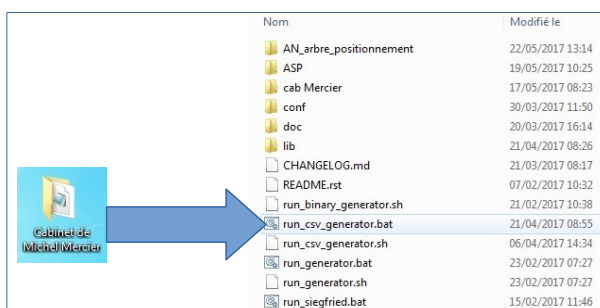 Nom Modifié le
AN_arbre_positionnement 22/05/2017 13:14
ASP 19/05/2017 10:25
cab Mercier 17/05/2017 08:23
conf 30/03/2017 11:50
doc 20/03/2017 16:14
lib 21/04/2017 08:26
CHANGELOG.md 21/03/2017 08:17
README.rst 07/02/2017 10:32
run_binary_generator.sh 21/02/2017 10:38
run_csv_generator.bat 21/04/2017 08:55
run_csv_generator.sh 06/04/2017 14:34
run_generator.bat 23/02/2017 07:27
run_generator.sh 23/02/2017 07:27
run_siegfried.bat 15/02/2017 11:46
Cabinet de
Michel Mercier